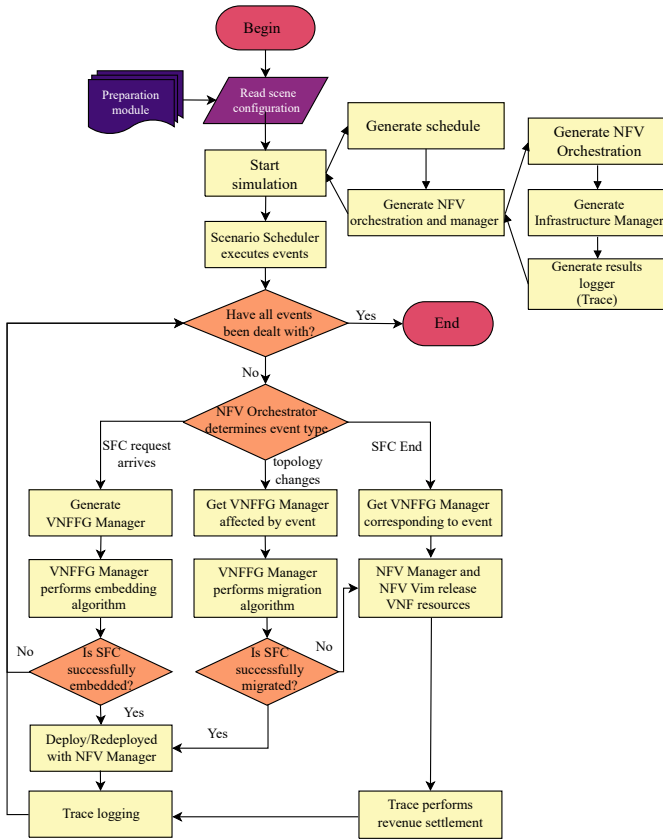 Begin
Preparation
module
Read scene
configuration
Generate schedule
Generate NFV
Orchestration
Start
simulation
Generate NFV
orchestration and manager
Generate
Infrastructure Manager
Scenario Scheduler
executes events
Generate results
logger
(Trace)
Have all events
been dealt with?
Yes
End
No
NFV Orchestrator
determines event type
SFC request
arrives
topology
changes
SFC End
Generate
VNFFG Manager
Get VNFFG Manager
affected by event
Get VNFFG Manager
corresponding to event
VNFFG Manager
performs embedding
algorithm
VNFFG Manager
performs migration
algorithm
NFV Manager and
NFV Vim release
VNF resources
No
Is SFC
successfully
embedded?
Is SFC
successfully
migrated?
No
Yes
Yes
Deploy/Redeployed
with NFV Manager
Trace logging
Trace performs
revenue settlement